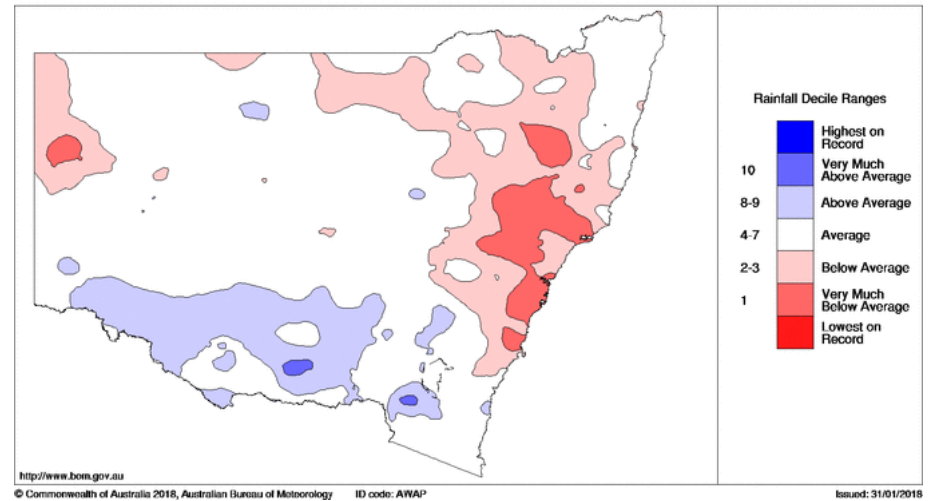 Rainfall Decile Ranges
Highest on
Record
10
Very Much
Above Average
8-9
Above Average
4-7
Average
2-3
Below Average
1
Very Much
Below Average
Lowest on
Record
http://www.bom.gov.au
© Commonwealth of Australia 2018, Australian Bureau of Meteorology ID code: AWAP Issued: 31/01/2018